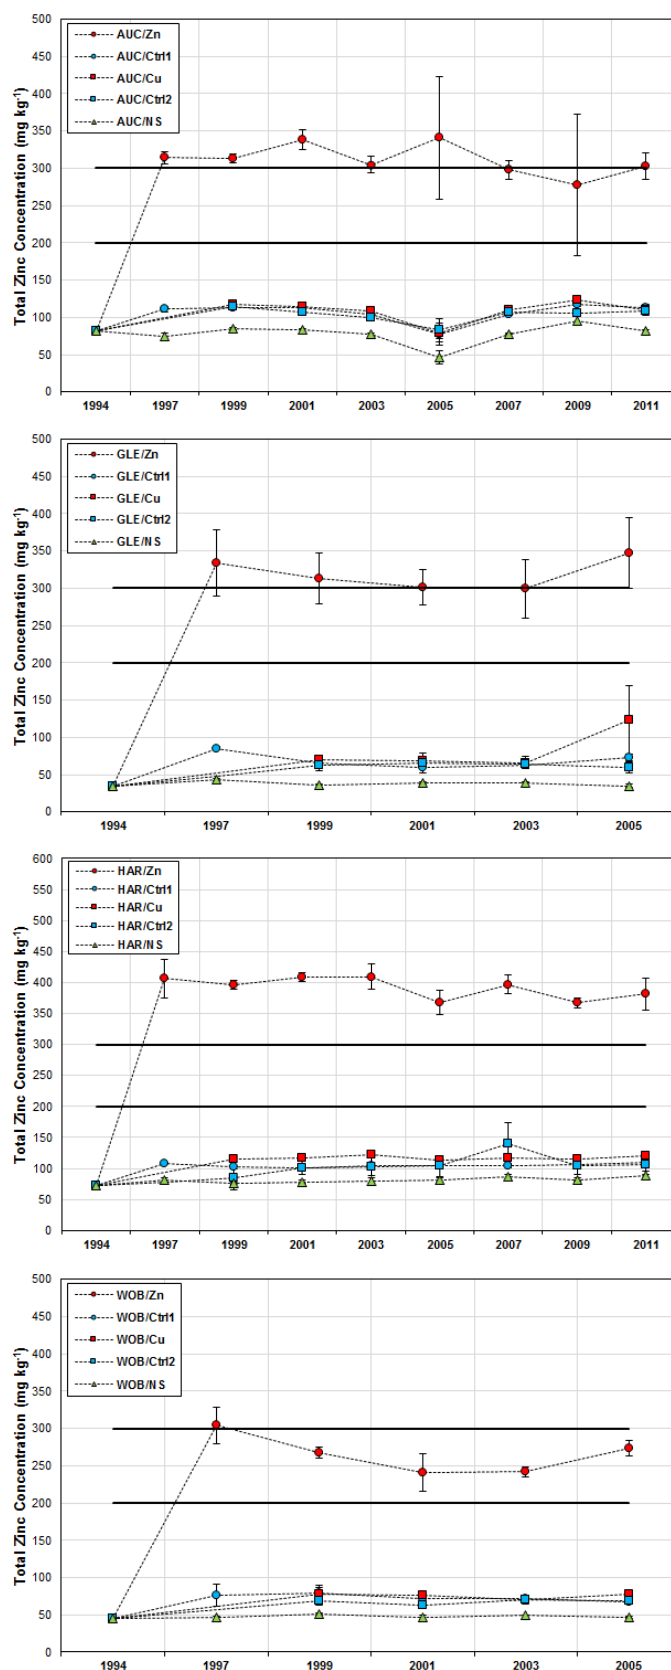 500
450
400
350
300
250
200
150
100
50
0
Total Zinc Concentration (mg kg⁻¹)
AUC/Zn
AUC/Ctrl1
AUC/Cu
AUC/Ctrl2
AUC/NS
1994 1997 1999 2001 2003 2005 2007 2009 2011
500
450
400
350
300
250
200
150
100
50
0
Total Zinc Concentration (mg kg⁻¹)
GLE/Zn
GLE/Ctrl1
GLE/Cu
GLE/Ctrl2
GLE/NS
1994 1997 1999 2001 2003 2005
600
550
500
450
400
350
300
250
200
150
100
50
0
Total Zinc Concentration (mg kg⁻¹)
HAR/Zn
HAR/Ctrl1
HAR/Cu
HAR/Ctrl2
HAR/NS
1994 1997 1999 2001 2003 2005 2007 2009 2011
500
450
400
350
300
250
200
150
100
50
0
Total Zinc Concentration (mg kg⁻¹)
WOB/Zn
WOB/Ctrl1
WOB/Cu
WOB/Ctrl2
WOB/NS
1994 1997 1999 2001 2003 2005